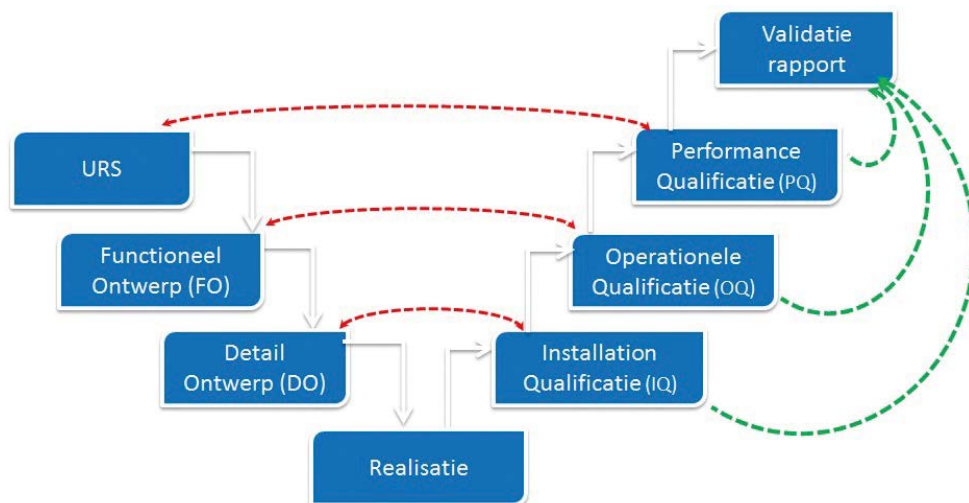 Validatie
rapport
URS
Performance
Qualificatie (PQ)
Functioneel
Ontwerp (FO)
Operationele
Qualificatie (OQ)
Detail
Ontwerp (DO)
Installation
Qualificatie (IQ)
Realisatie